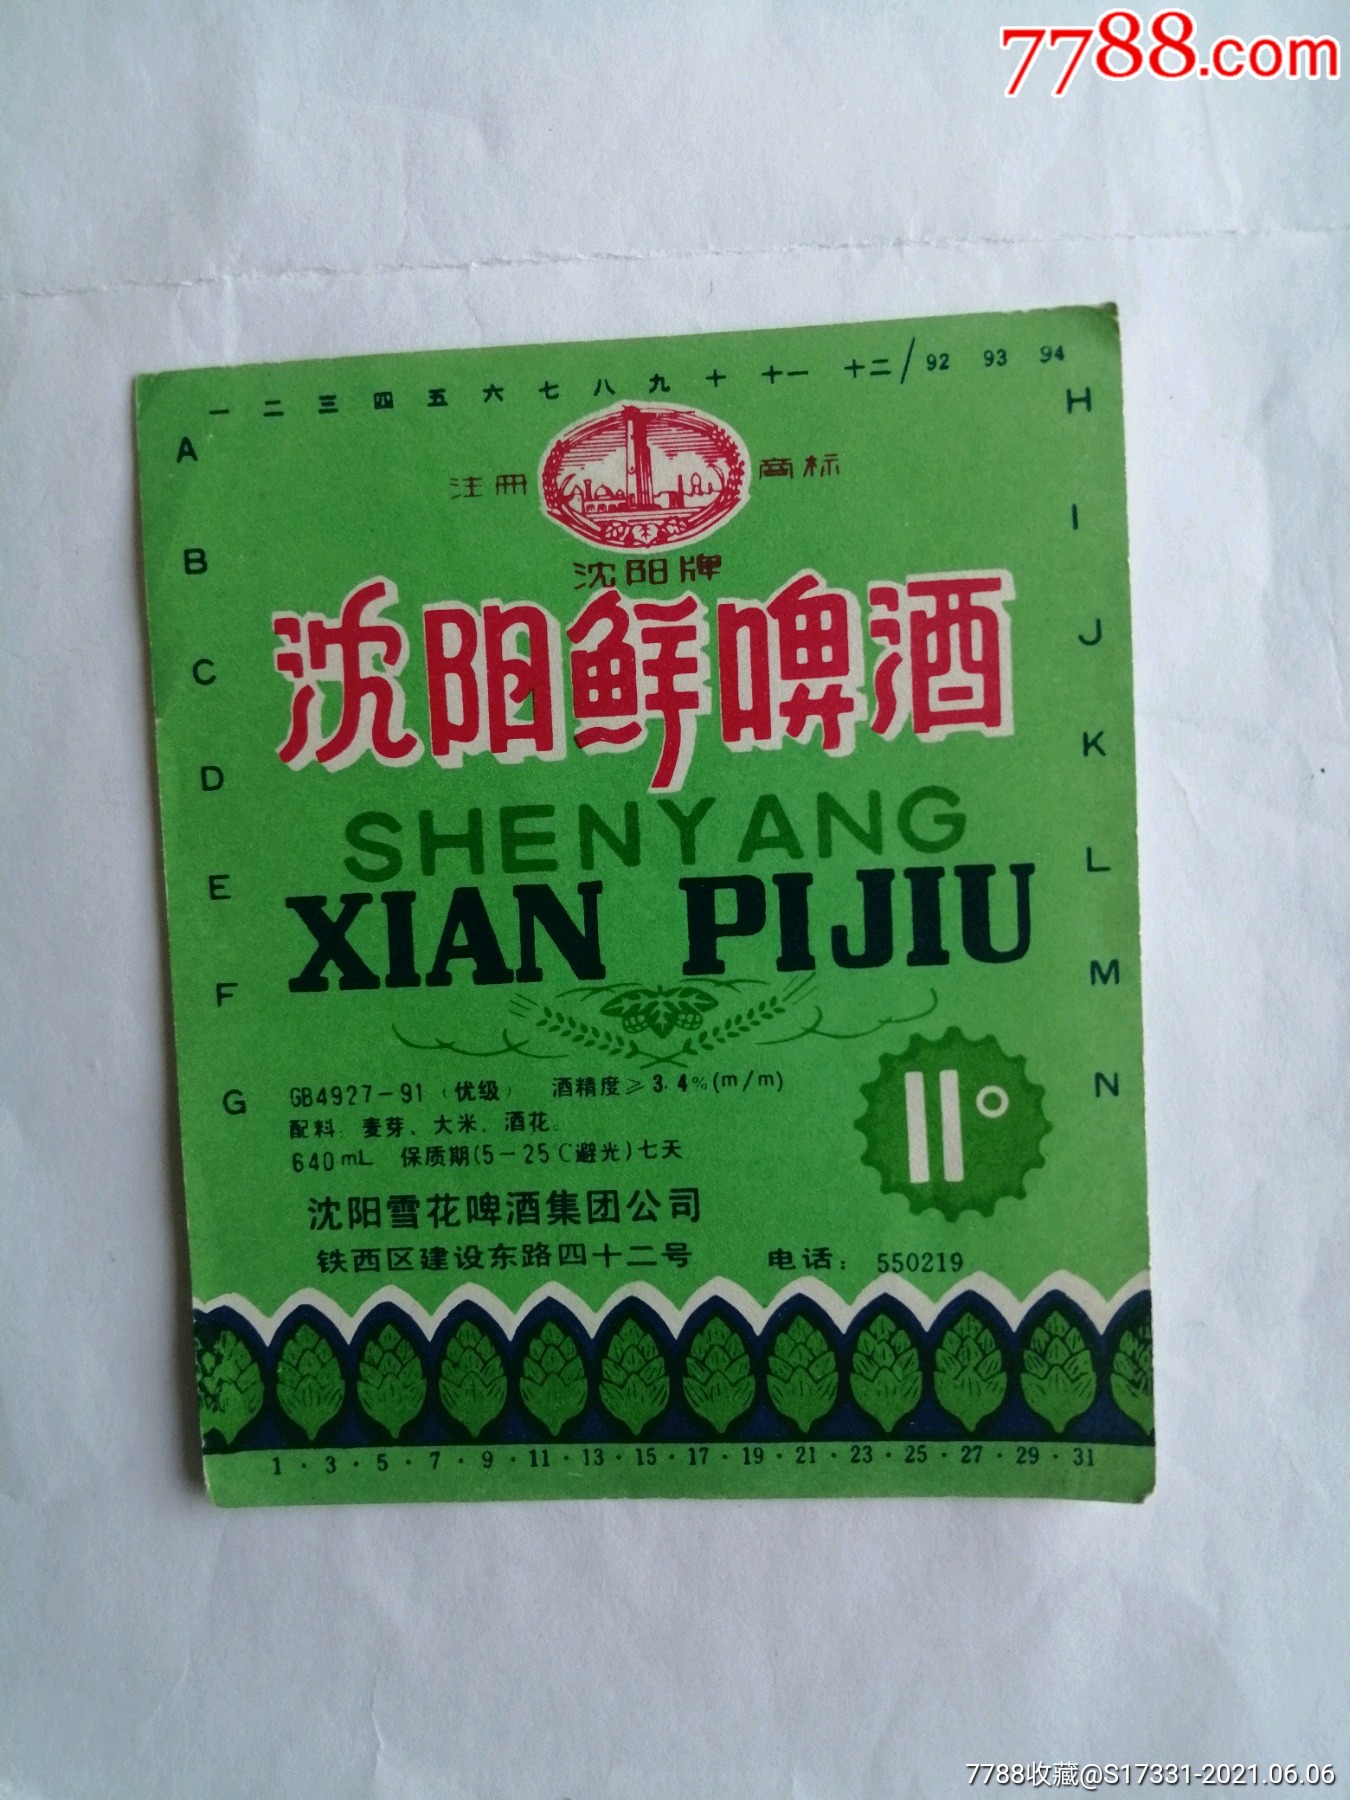 7788.com
一 二 三 四 五 六 七 八 九 十 十一 十二/92 93 94
A
B
C
D
E
F
G
H
I
J
K
L
M
N
注册 商标
沈阳牌
沈阳鲜啤酒
SHENYANG
XIAN PIJIU
GB4927-91(优级) 酒精度≥3.4%(m/m)
配料:麦芽、大米、酒花。
640mL 保质期(5-25℃避光)七天
11°
沈阳雪花啤酒集团公司
铁西区建设东路四十二号 电话:550219
1·3·5·7·9·11·13·15·17·19·21·23·25·27·29·31
7788收藏@S17331-2021.06.06